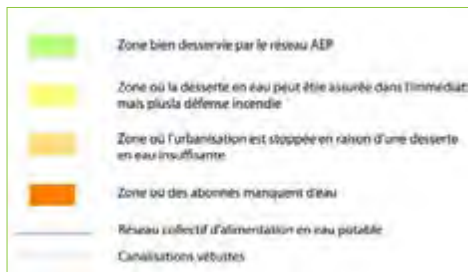 Zone bien desservie par le réseau AEP
Zone où la desserte en eau peut être assurée dans l'immédiat
mais plusla défense incendie
Zone où l'urbanisation est stoppée en raison d'une desserte
en eau insuffisante
Zone où des abonnés manquent d'eau
Réseau collectif d'alimentation en eau potable
Canalisations vétustes